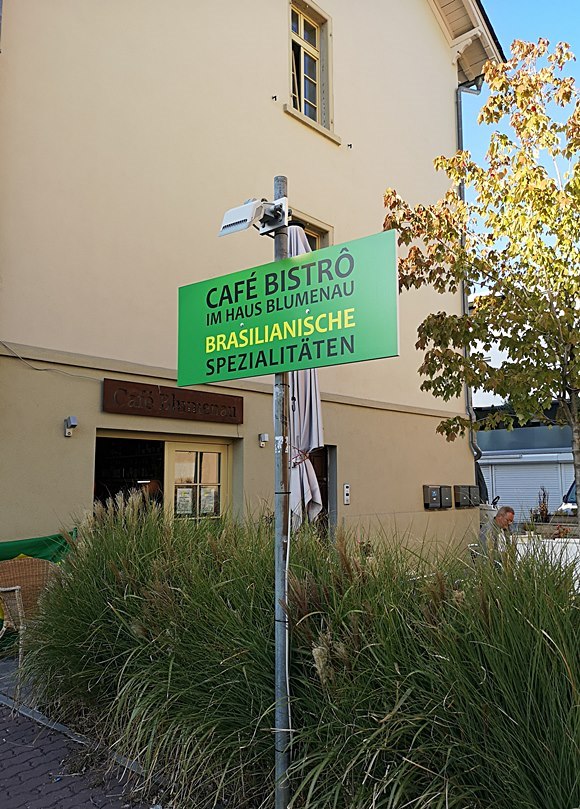 CAFÉ BISTRÔ
IM HAUS BLUMENAU
BRASILIANISCHE
SPEZIALITÄTEN
Café Blumenau